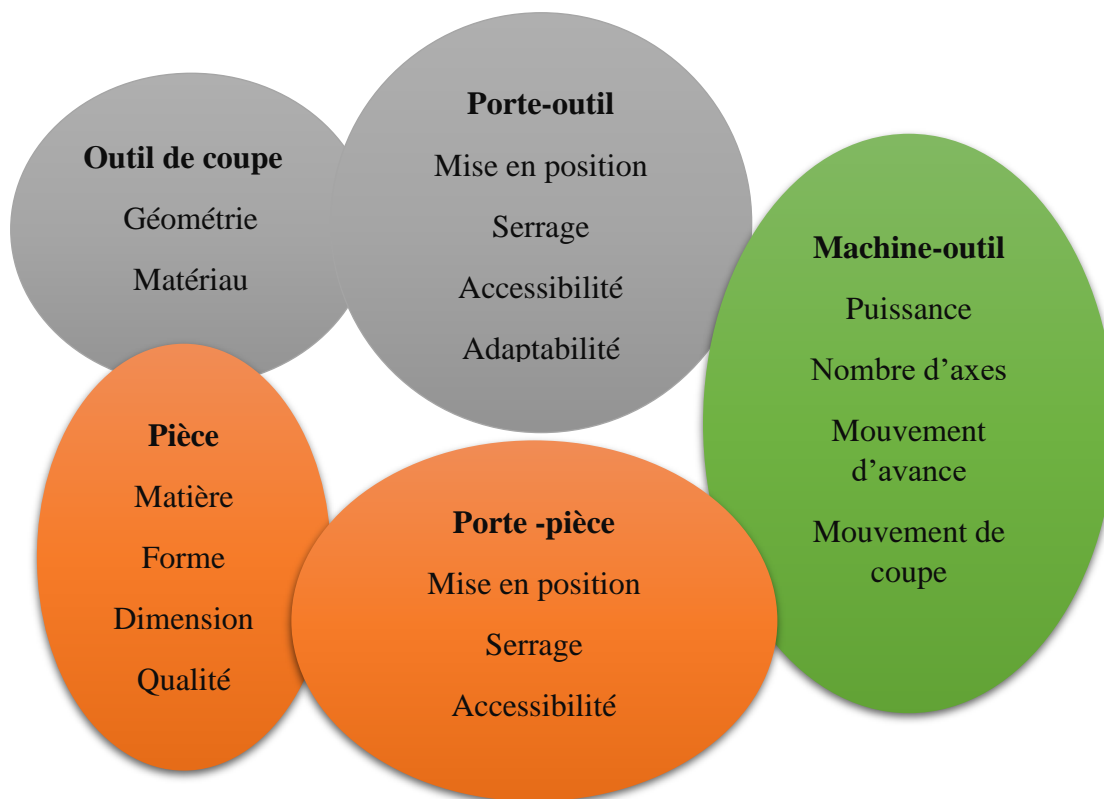 Outil de coupe
Géométrie
Matériau
Porte-outil
Mise en position
Serrage
Accessibilité
Adaptabilité
Machine-outil
Puissance
Nombre d’axes
Mouvement
d’avance
Mouvement de
coupe
Pièce
Matière
Forme
Dimension
Qualité
Porte -pièce
Mise en position
Serrage
Accessibilité